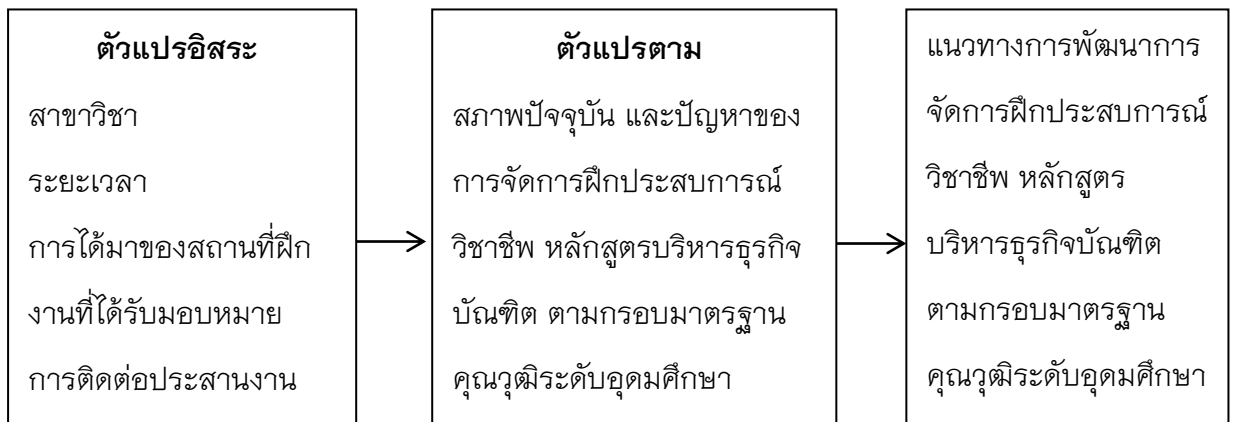 ตัวแปรอิสระ
สาขาวิชา
ระยะเวลา
การได้มาของสถานที่ฝึก
งานที่ได้รับมอบหมาย
การติดต่อประสานงาน
ตัวแปรตาม
สภาพปัจจุบัน และปัญหาของ
การจัดการฝึกประสบการณ์
วิชาชีพ หลักสูตรบริหารธุรกิจ
บัณฑิต ตามกรอบมาตรฐาน
คุณวุฒิระดับอุดมศึกษา
แนวทางการพัฒนาการ
จัดการฝึกประสบการณ์
วิชาชีพ หลักสูตร
บริหารธุรกิจบัณฑิต
ตามกรอบมาตรฐาน
คุณวุฒิระดับอุดมศึกษา